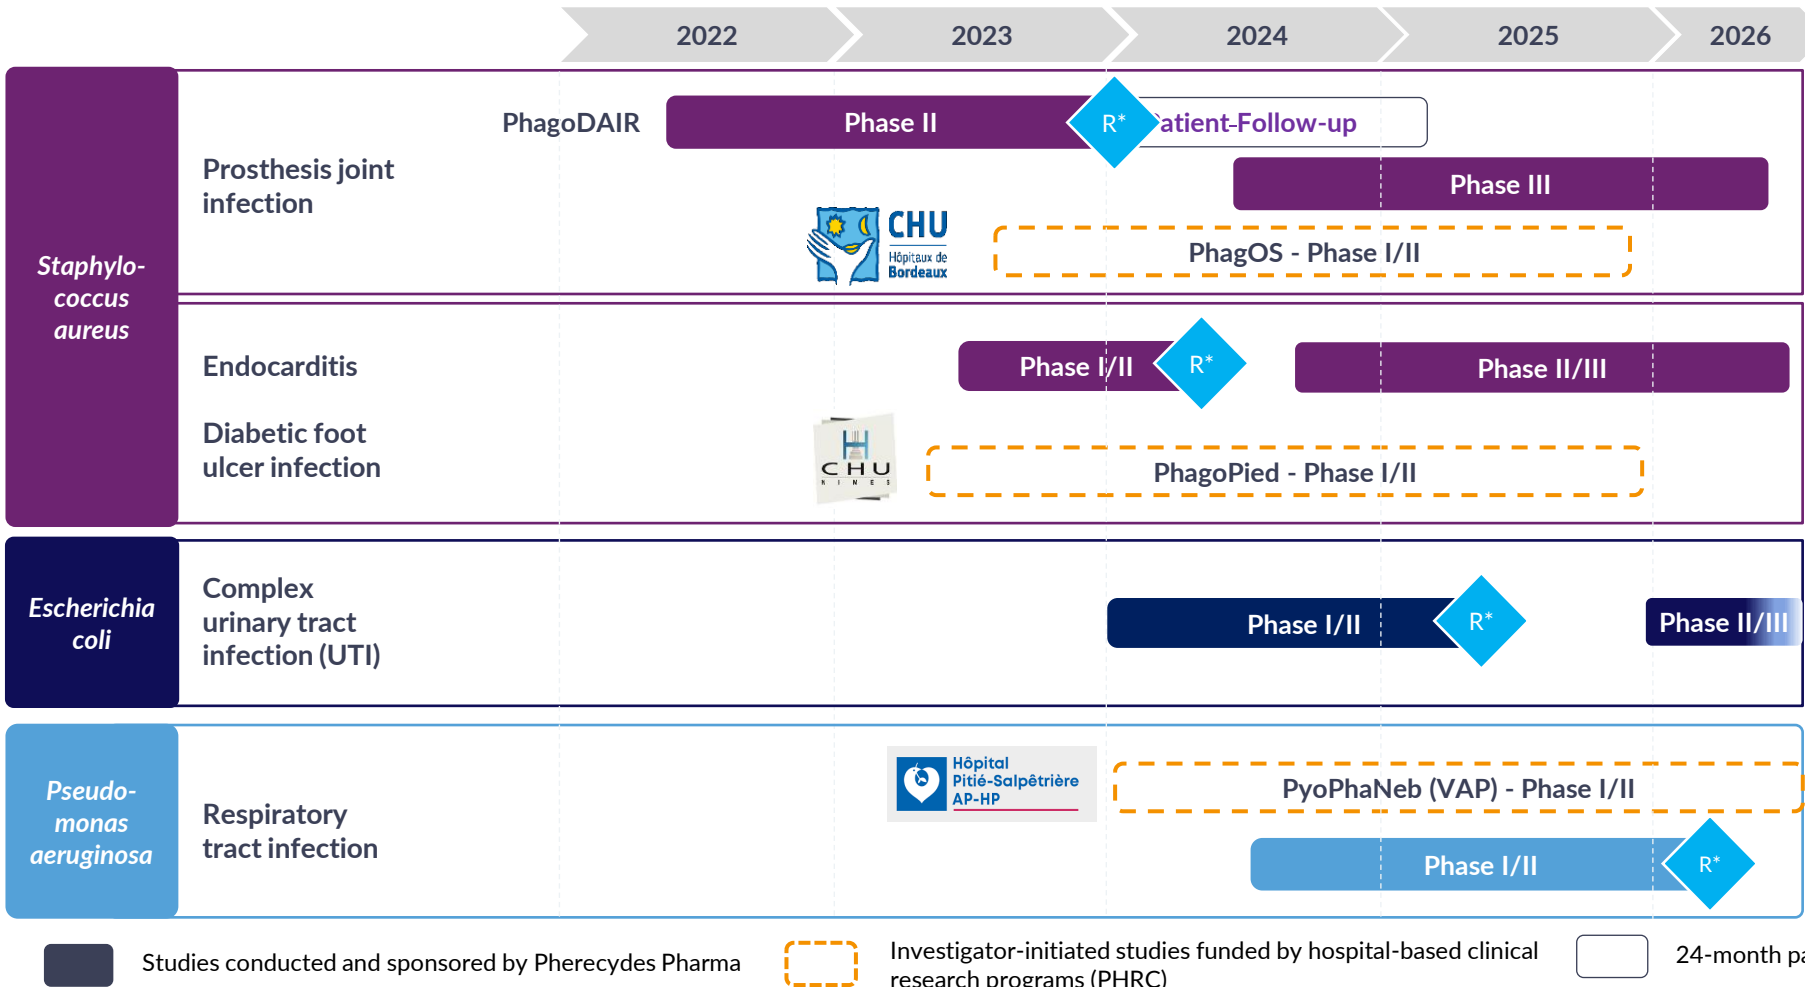 2022
2023
2024
2025
2026
Staphylo-
coccus
aureus
Prosthesis joint
infection
PhagoDAIR
Phase II
R*
atient-Follow-up
Phase III
CHU
Hôpitaux de
Bordeaux
PhagOS - Phase I/II
Endocarditis
Phase I/II
R*
Phase II/III
Diabetic foot
ulcer infection
H
CHU
NIMES
PhagoPied - Phase I/II
Escherichia
coli
Complex
urinary tract
infection (UTI)
Phase I/II
R*
Phase II/III
Pseudo-
monas
aeruginosa
Respiratory
tract infection
Hôpital
Pitié-Salpêtrière
AP-HP
PyoPhaNeb (VAP) - Phase I/II
Phase I/II
R*
Studies conducted and sponsored by Pherecydes Pharma
Investigator-initiated studies funded by hospital-based clinical
research programs (PHRC)
24-month pa